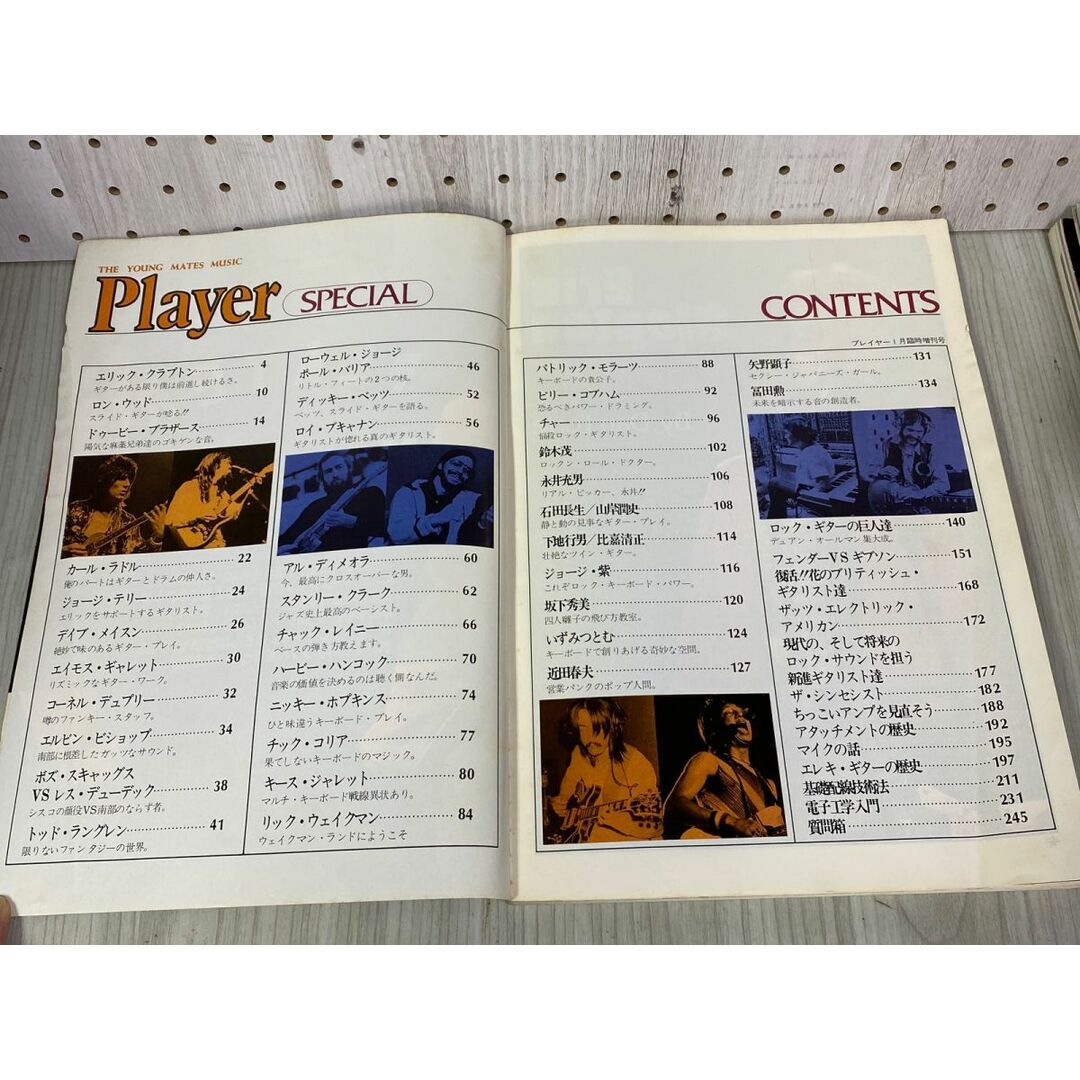 THE YOUNG MATES MUSIC
Player SPECIAL
エリック・クラプトン 4
ギターがある限り僕は前進し続けるさ。
ロン・ウッド 10
スライド・ギターが唸る!!
ドゥービー・ブラザース 14
陽気な麻薬兄弟達のゴキゲンな音。
カール・ラドル 22
俺のパートはギターとドラムの仲人さ。
ジョージ・テリー 24
エリックをサポートするギタリスト。
デイブ・メイスン 26
絶妙で味のあるギター・プレイ。
エイモス・ギャレット 30
リズミックなギター・ワーク。
コーネル・デュプリー 32
噂のファンキー・スタッフ。
エルビン・ビショップ 34
南部に根差したガッツなサウンド。
ボズ・スキャッグス
VS レス・デューデック 38
シスコの顔役VS南部のならず者。
トッド・ラングレン 41
限りないファンタジーの世界。
ローウェル・ジョージ
ポール・バリア 46
リトル・フィートの2つの核。
ディッキー・ベッツ 52
ベッツ、スライド・ギターを語る。
ロイ・ブキャナン 56
ギタリストが惚れる真のギタリスト。
アル・ディメオラ 60
今、最高にクロスオーバーな男。
スタンリー・クラーク 62
ジャズ史上最高のベーシスト。
チャック・レイニー 66
ベースの弾き方教えます。
ハービー・ハンコック 70
音楽の価値を決めるのは聴く側なんだ。
ニッキー・ホプキンス 74
ひと味違うキーボード・プレイ。
チック・コリア 77
果てしないキーボードのマジック。
キース・ジャレット 80
マルチ・キーボード戦線異状あり。
リック・ウェイクマン 84
ウェイクマン・ランドにようこそ
CONTENTS
プレイヤー1月臨時増刊号
パトリック・モラーツ 88
キーボードの貴公子。
ビリー・コブハム 92
恐るべきパワー・ドラミング。
チャー 96
悩殺ロック・ギタリスト。
鈴木茂 102
ロックン・ロール・ドクター。
永井充男 106
リアル・ピッカー、永井!!
石田長生/山岸潤史 108
静と動の見事なギター・プレイ。
下地行男/比嘉清正 114
壮絶なツイン・ギター。
ジョージ・紫 116
これぞロック・キーボード・パワー。
坂下秀美 120
四人囃子の飛び方教室。
いずみつとむ 124
キーボードで創りあげる奇妙な空間。
近田春夫 127
営業パンクのポップ人間。
矢野顕子 131
セクシー・ジャパニーズ・ガール。
冨田勲 134
未来を暗示する音の創造者。
ロック・ギターの巨人達 140
デュアン・オールマン集大成。
フェンダーVS ギブソン 151
復活!!花のブリティッシュ・
ギタリスト達 168
ザッツ・エレクトリック・
アメリカン 172
現代の、そして将来の
ロック・サウンドを担う
新進ギタリスト達 177
ザ・シンセシスト 182
ちっこいアンプを見直そう 188
アタッチメントの歴史 192
マイクの話 195
エレキ・ギターの歴史 197
基礎配線技術法 211
電子工学入門 231
質問箱 245